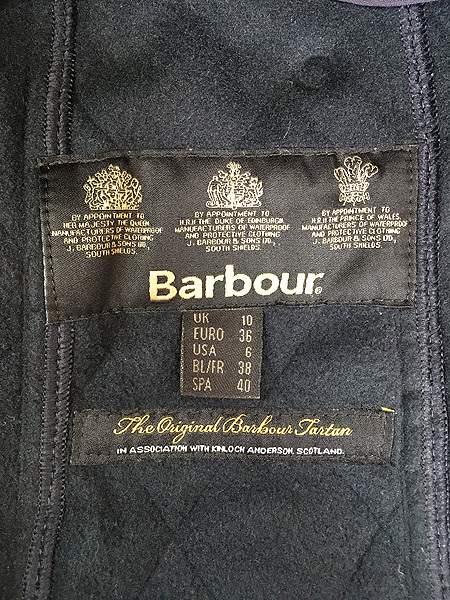 BY APPOINTMENT TO
HER MAJESTY THE QUEEN
MANUFACTURERS OF WATERPROOF
AND PROTECTIVE CLOTHING
J. BARBOUR & SONS LTD,
SOUTH SHIELDS.
BY APPOINTMENT TO
H.R.H THE DUKE OF EDINBURGH
MANUFACTURERS OF WATERPROOF
AND PROTECTIVE CLOTHING
J. BARBOUR & SONS LTD,
SOUTH SHIELDS.
BY APPOINTMENT TO
H.R.H THE PRINCE OF WALES
MANUFACTURERS OF WATERPROOF
AND PROTECTIVE CLOTHING
J. BARBOUR & SONS LTD,
SOUTH SHIELDS.
Barbour®
UK 10
EURO 36
USA 6
BL/FR 38
SPA 40
The Original Barbour Tartan
IN ASSOCIATION WITH KINLOCH ANDERSON, SCOTLAND.